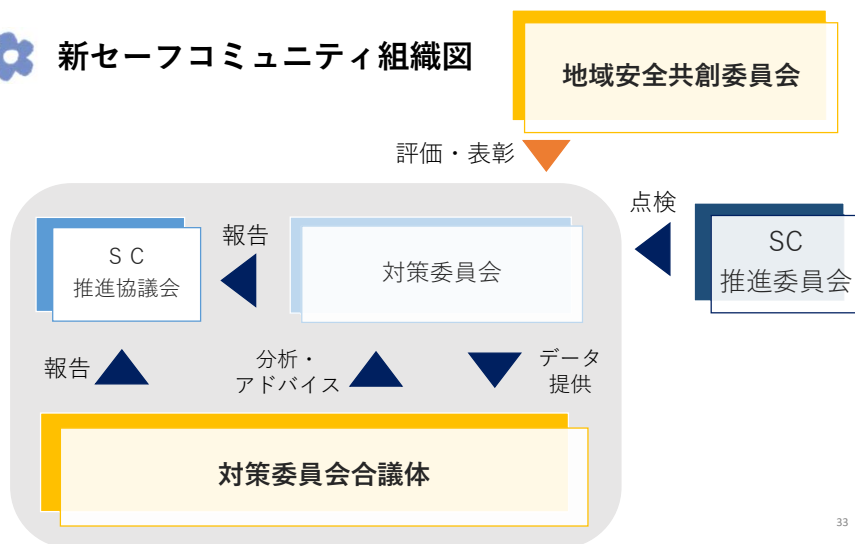 新セーフコミュニティ組織図
地域安全共創委員会
評価・表彰
点検
SC
推進委員会
ＳＣ
推進協議会
報告
対策委員会
報告
分析・
アドバイス
データ
提供
対策委員会合議体
33